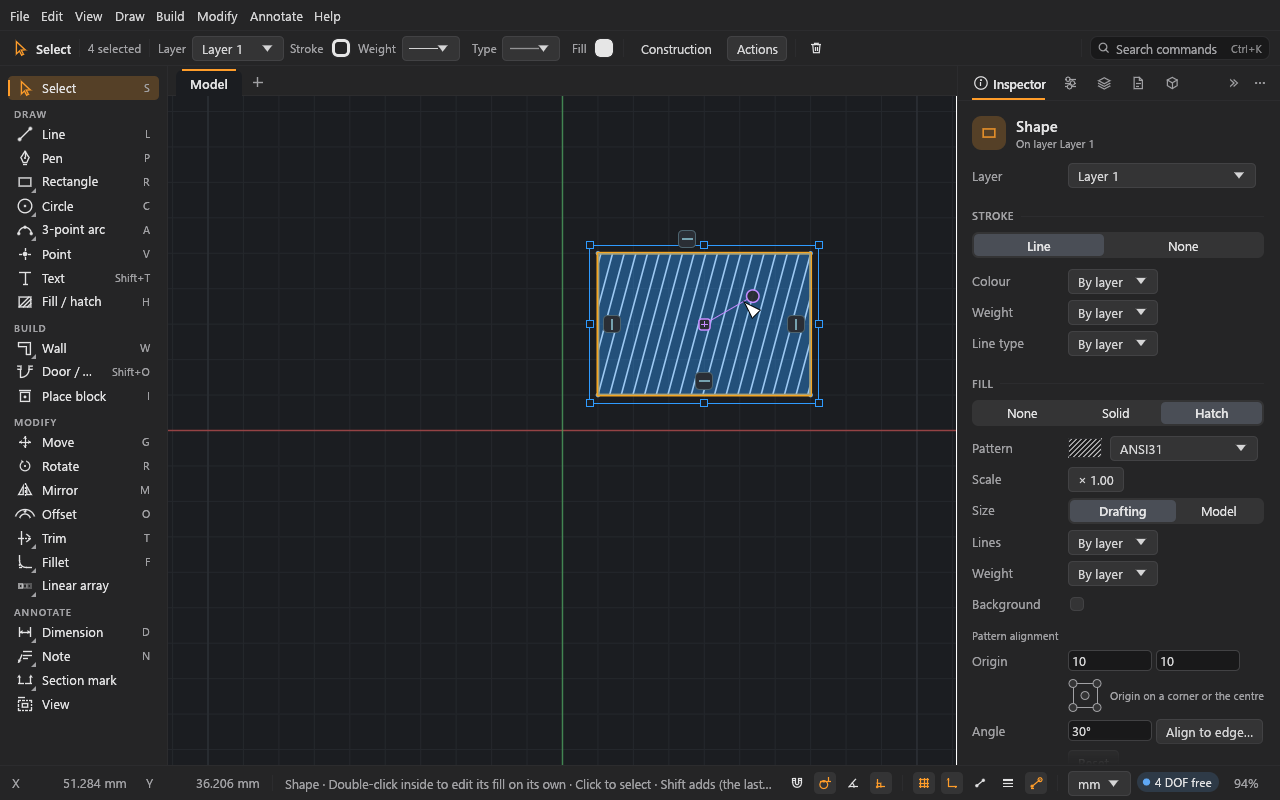 File Edit View Draw Build Modify Annotate Help
Select 4 selected Layer Layer 1 Stroke Weight Type Fill Construction Actions Search commands Ctrl+K
Model +
Select S
DRAW
Line L
Pen P
Rectangle R
Circle C
3-point arc A
Point V
Text Shift+T
Fill / hatch H
BUILD
Wall W
Door / ... Shift+O
Place block I
MODIFY
Move G
Rotate R
Mirror M
Offset O
Trim T
Fillet F
Linear array
ANNOTATE
Dimension D
Note N
Section mark
View
Inspector
Shape
On layer Layer 1
Layer Layer 1
STROKE
Line None
Colour By layer
Weight By layer
Line type By layer
FILL
None Solid Hatch
Pattern ANSI31
Scale × 1.00
Size Drafting Model
Lines By layer
Weight By layer
Background
Pattern alignment
Origin 10 10
Origin on a corner or the centre
Angle 30° Align to edge...
X 51.284 mm Y 36.206 mm Shape · Double-click inside to edit its fill on its own · Click to select · Shift adds (the last... mm 4 DOF free 94%